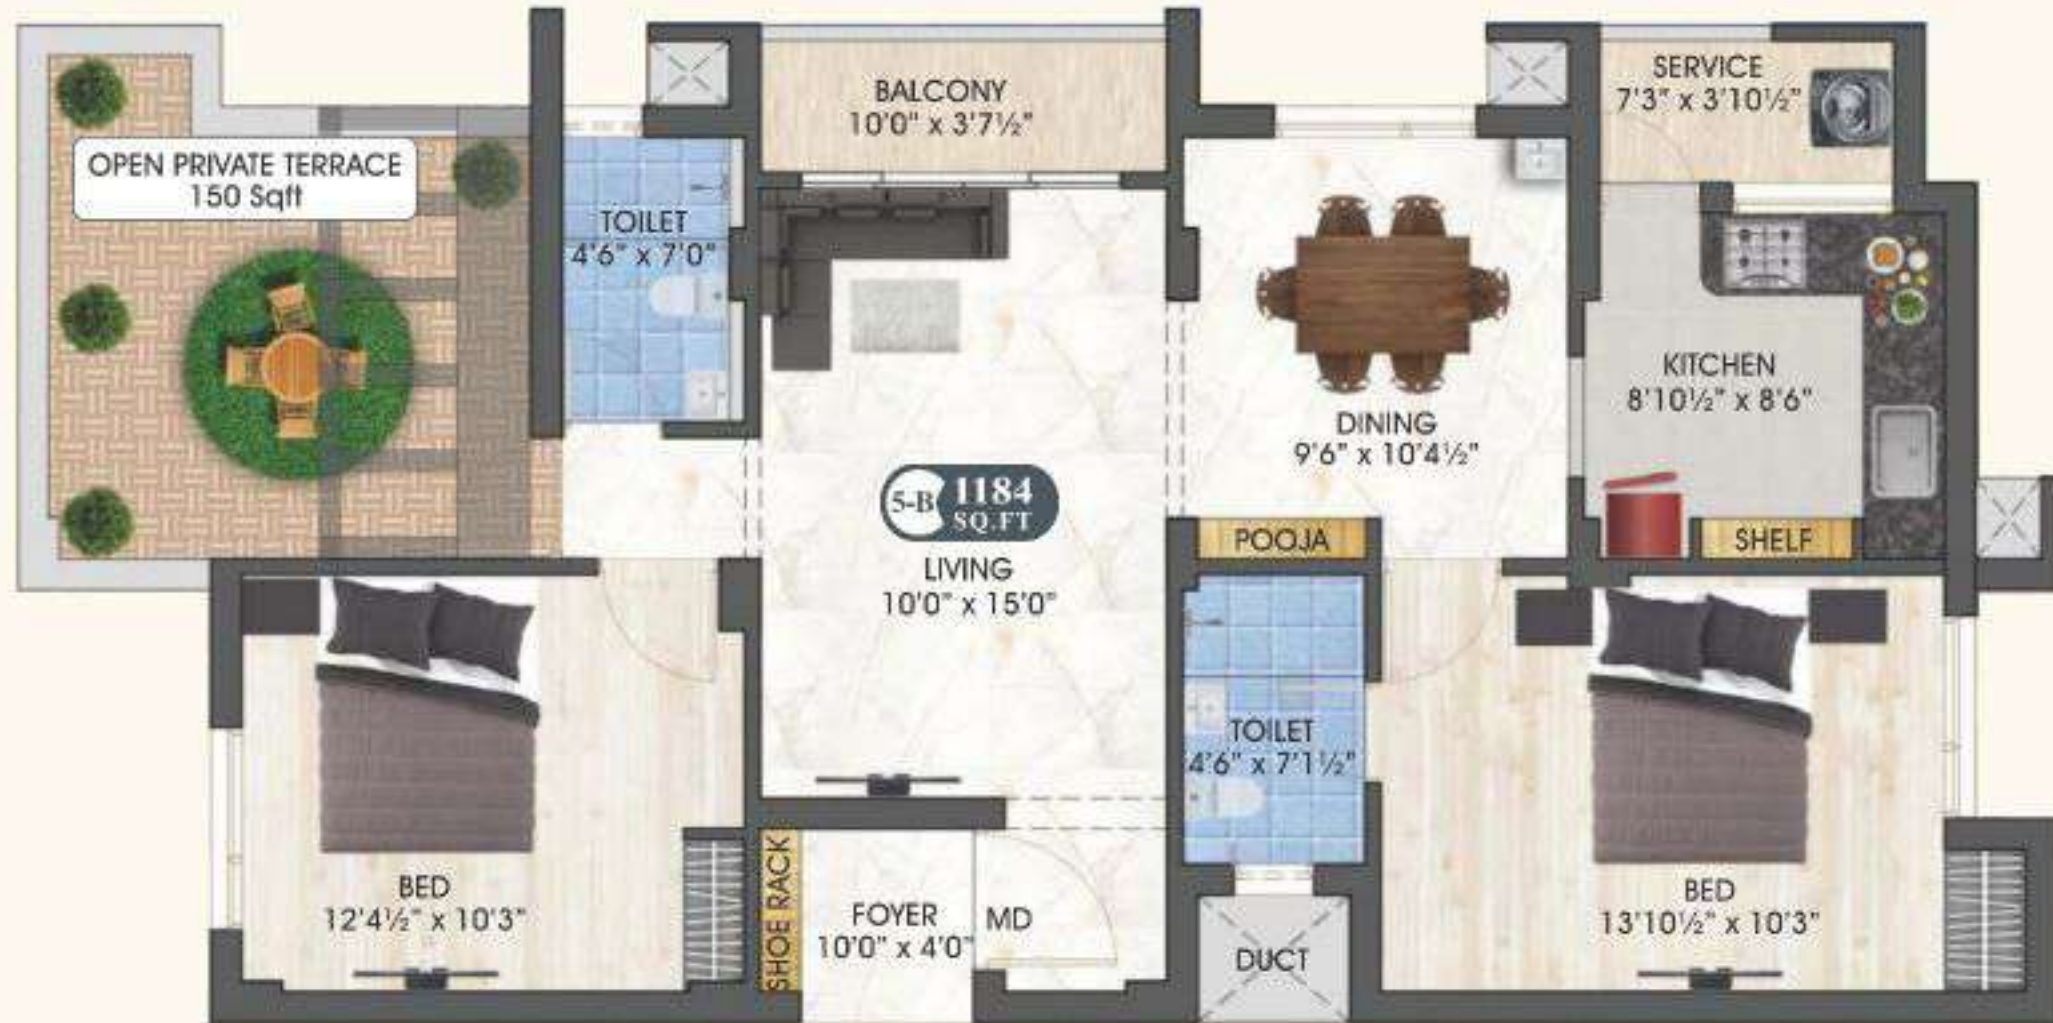 OPEN PRIVATE TERRACE
150 Sqft
TOILET
4'6" x 7'0"
BALCONY
10'0" x 3'7½"
SERVICE
7'3" x 3'10½"
KITCHEN
8'10½" x 8'6"
DINING
9'6" x 10'4½"
5-B 1184
SQ.FT
LIVING
10'0" x 15'0"
POOJA
SHELF
TOILET
4'6" x 7'1½"
BED
12'4½" x 10'3"
SHOE RACK
FOYER
10'0" x 4'0"
MD
DUCT
BED
13'10½" x 10'3"